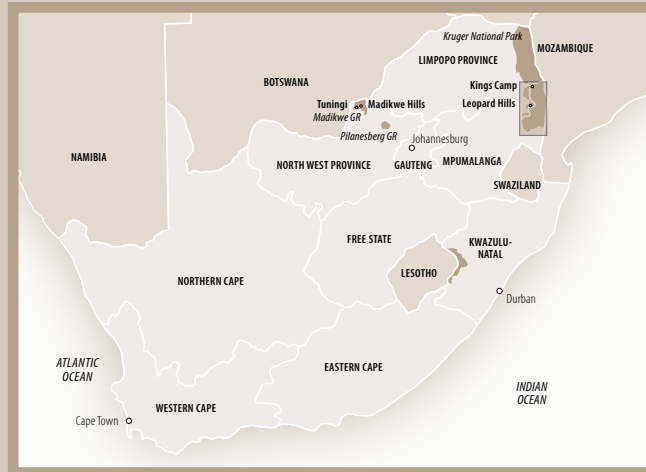 Kruger National Park
MOZAMBIQUE
LIMPOPO PROVINCE
BOTSWANA
Kings Camp
Tuningi
Madikwe Hills
Leopard Hills
Madikwe GR
Pilanesberg GR
Johannesburg
NAMIBIA
NORTH WEST PROVINCE
GAUTENG
MPUMALANGA
SWAZILAND
FREE STATE
KWAZULU-
NATAL
LESOTHO
NORTHERN CAPE
Durban
ATLANTIC
OCEAN
EASTERN CAPE
INDIAN
OCEAN
WESTERN CAPE
Cape Town